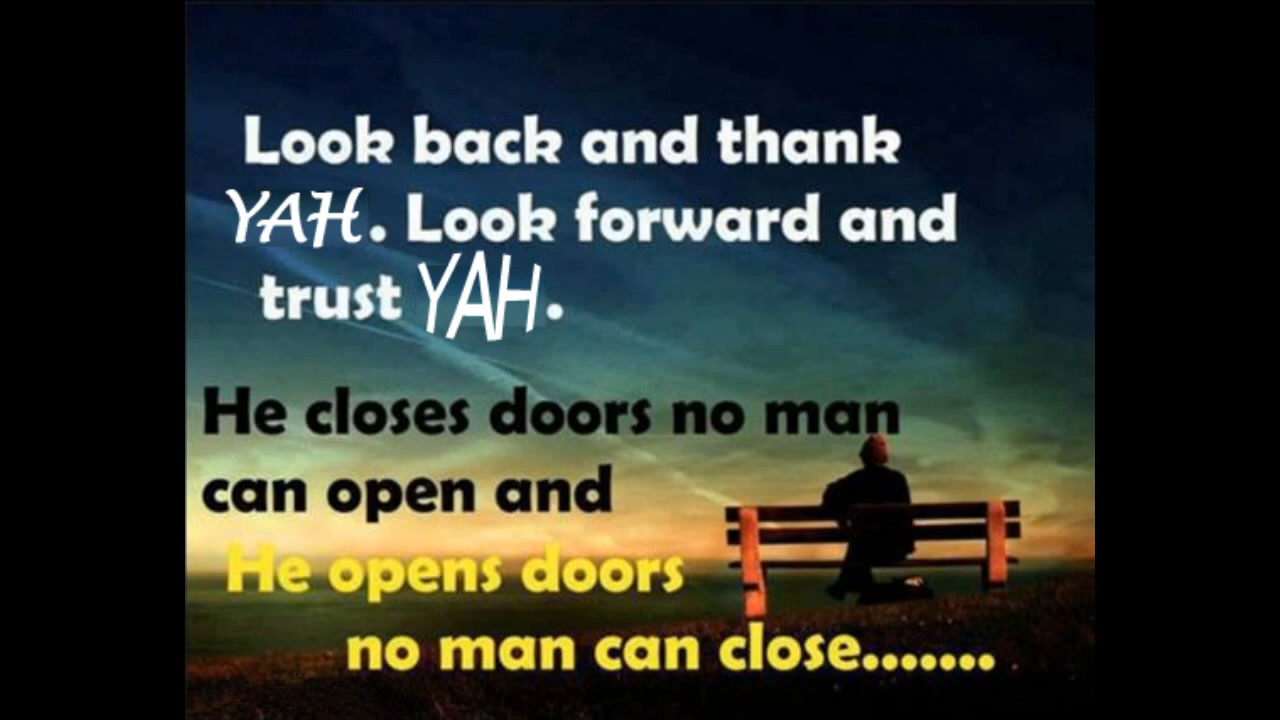 Look back and thank
YAH. Look forward and
trust YAH.
He closes doors no man
can open and
He opens doors
no man can close.......